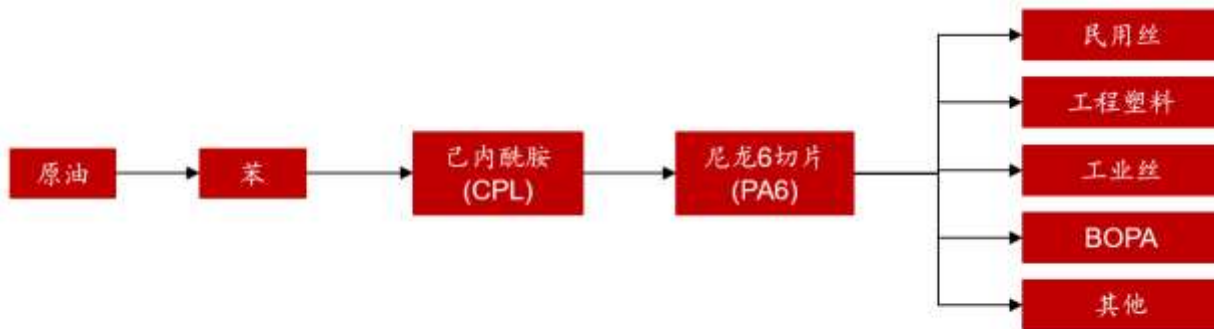 原油
苯
己内酰胺
(CPL)
尼龙6切片
(PA6)
民用丝
工程塑料
工业丝
BOPA
其他